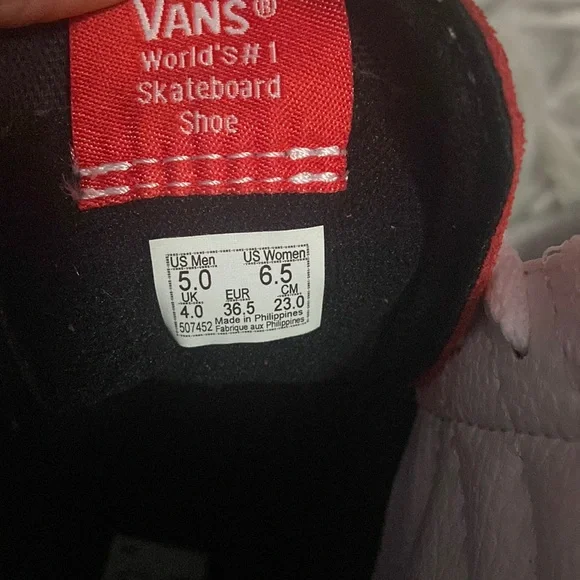 VANS®
World's#1
Skateboard
Shoe
US Men US Women
5.0 6.5
UK EUR CM
4.0 36.5 23.0
507452 Made in Philippines
Fabrique aux Philippines